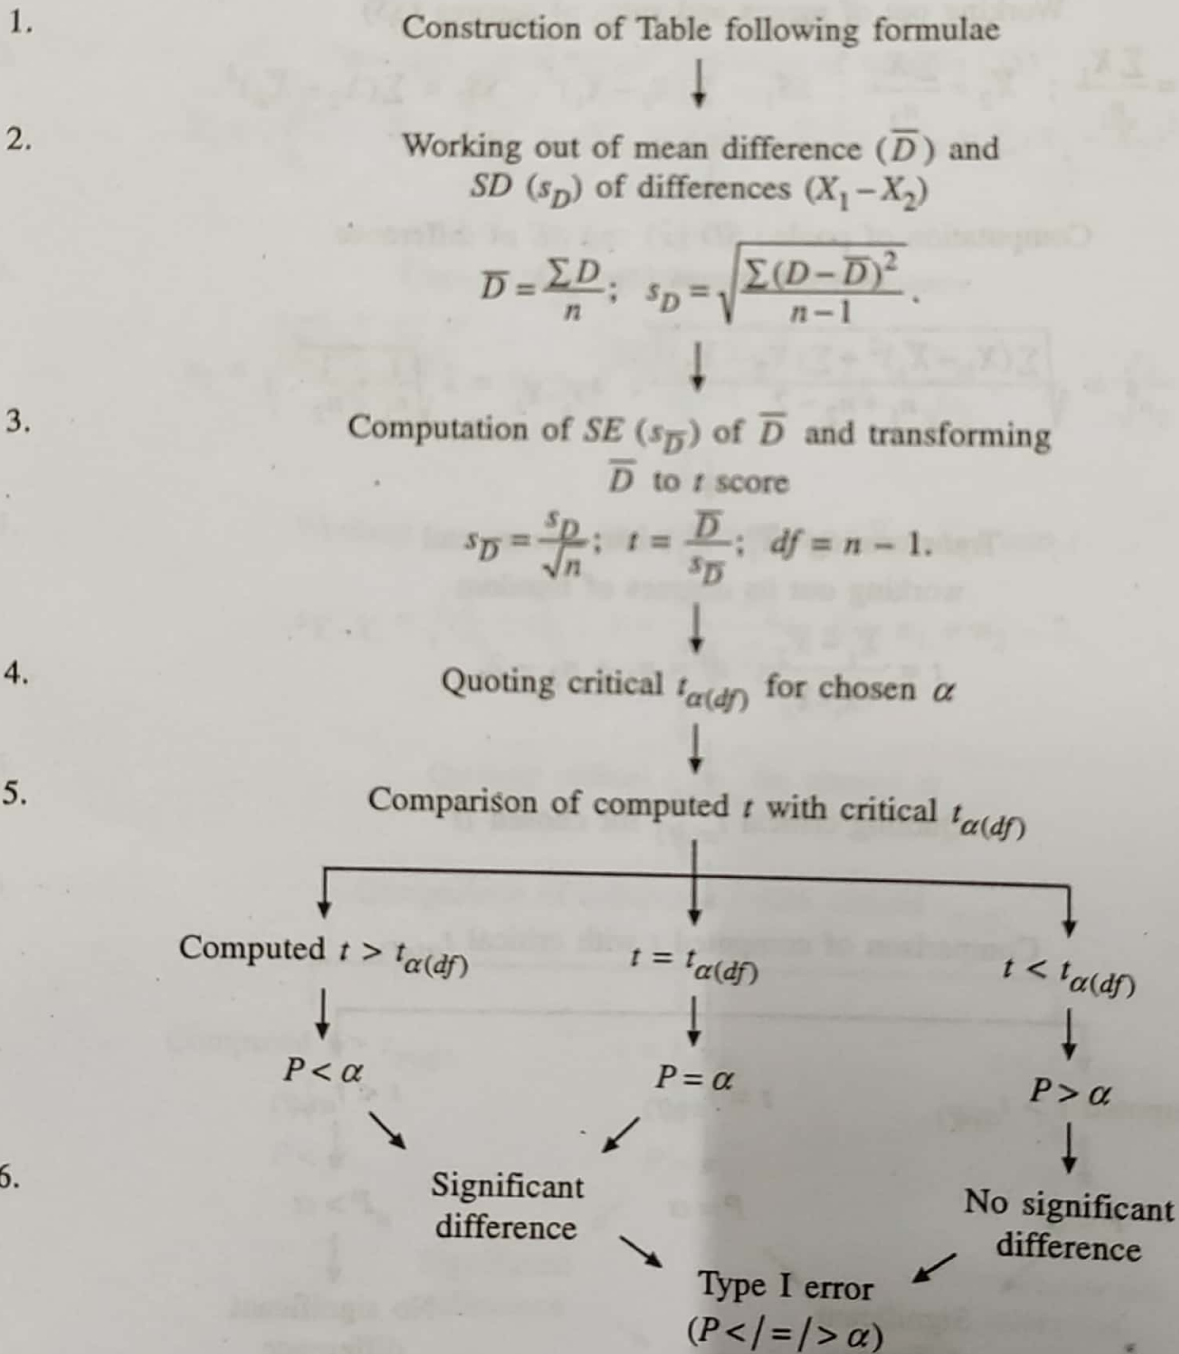 1. Construction of Table following formulae
2. Working out of mean difference (D̅) and
SD (s_D) of differences (X₁ − X₂)
D̅ = ΣD/n; s_D = √(Σ(D − D̅)²/(n − 1)).
3. Computation of SE (s_D̅) of D̅ and transforming
D̅ to t score
s_D̅ = s_D/√n; t = D̅/s_D̅; df = n − 1.
4. Quoting critical t_α(df) for chosen α
5. Comparison of computed t with critical t_α(df)
Computed t > t_α(df) t = t_α(df) t < t_α(df)
P < α P = α P > α
6. Significant No significant
difference difference
Type I error
(P </=/> α)